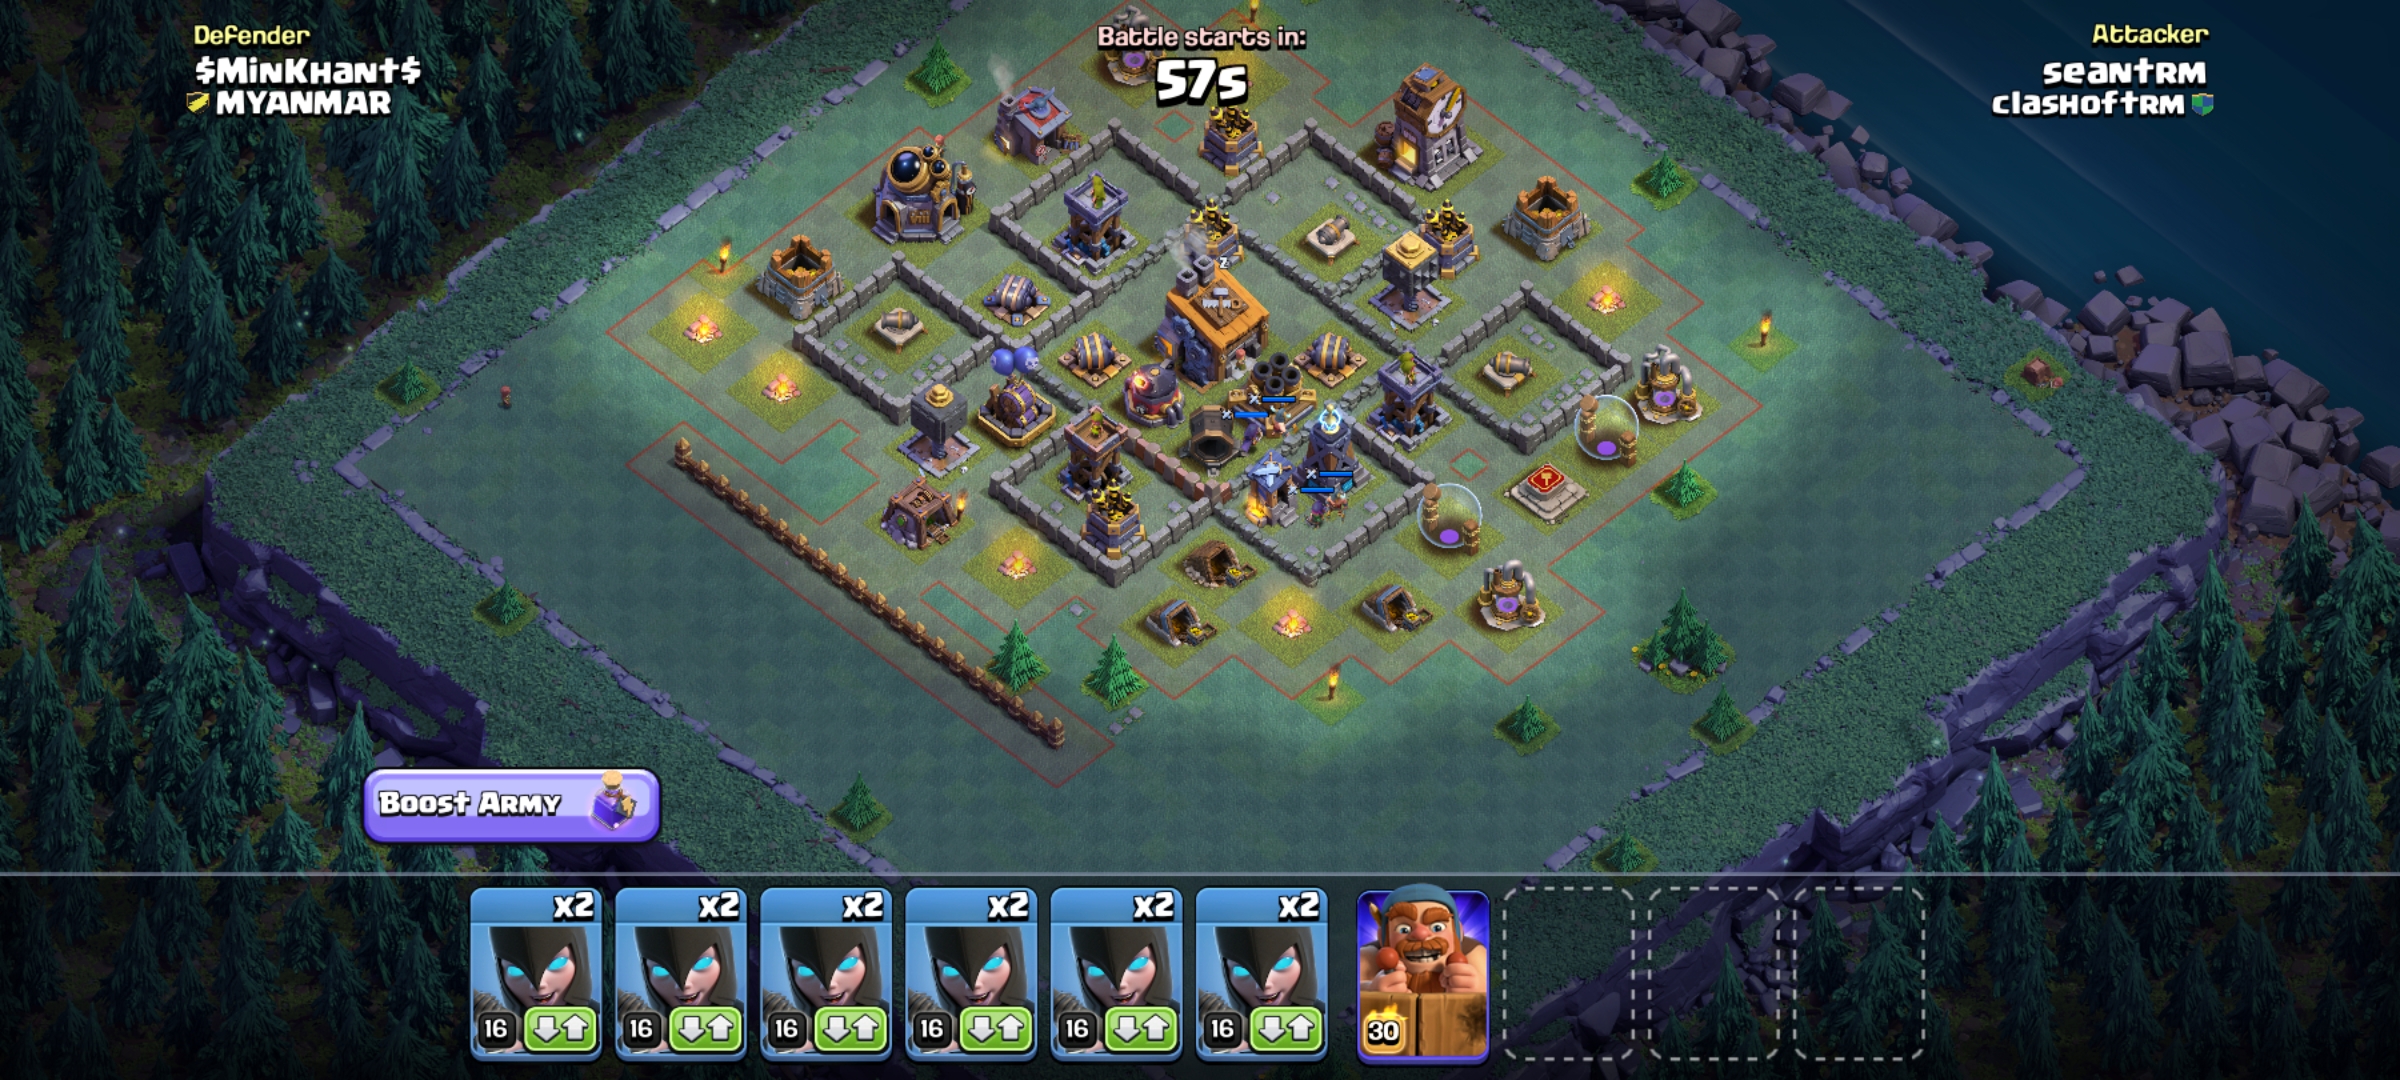 Defender
$MinKhant$
MYANMAR
Battle starts in:
57s
Attacker
seantRM
clashoftRM
z
Boost Army
x2
x2
x2
x2
x2
x2
16
16
16
16
16
16
30